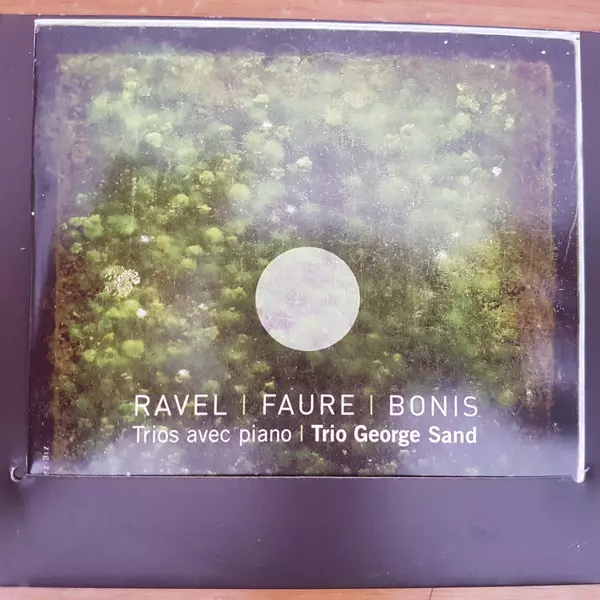 RAVEL | FAURE | BONIS
Trios avec piano | Trio George Sand